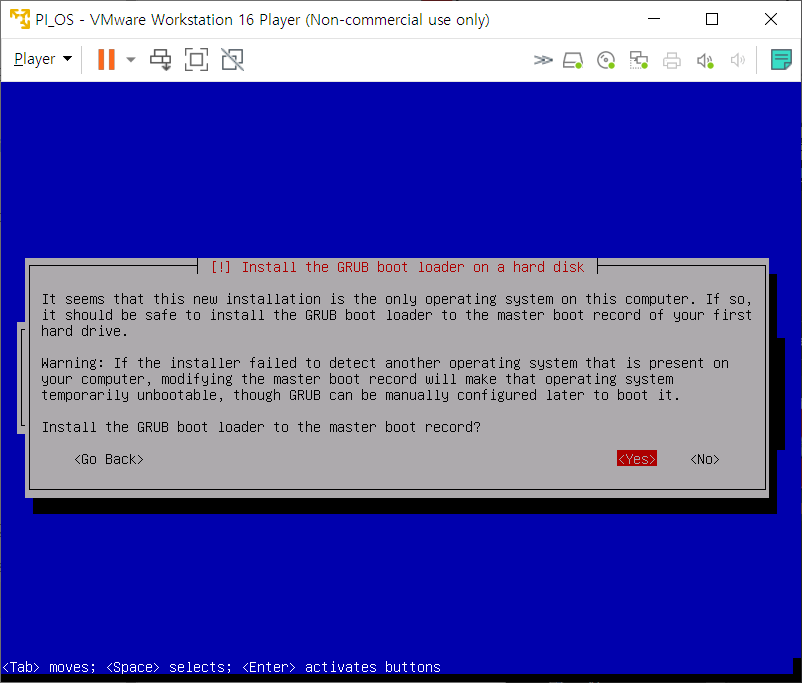 PI_OS - VMware Workstation 16 Player (Non-commercial use only)
Player
[!] Install the GRUB boot loader on a hard disk
It seems that this new installation is the only operating system on this computer. If so,
it should be safe to install the GRUB boot loader to the master boot record of your first
hard drive.
Warning: If the installer failed to detect another operating system that is present on
your computer, modifying the master boot record will make that operating system
temporarily unbootable, though GRUB can be manually configured later to boot it.
Install the GRUB boot loader to the master boot record?
<Go Back> <Yes> <No>
<Tab> moves; <Space> selects; <Enter> activates buttons